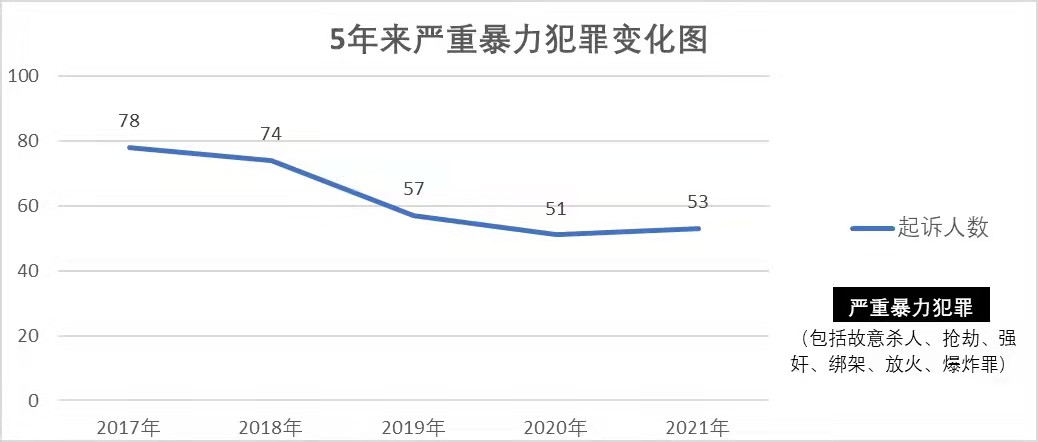 5年来严重暴力犯罪变化图
100
80
60
40
20
0
78
74
57
51
53
2017年
2018年
2019年
2020年
2021年
起诉人数
严重暴力犯罪
（包括故意杀人、抢劫、强
奸、绑架、放火、爆炸罪）